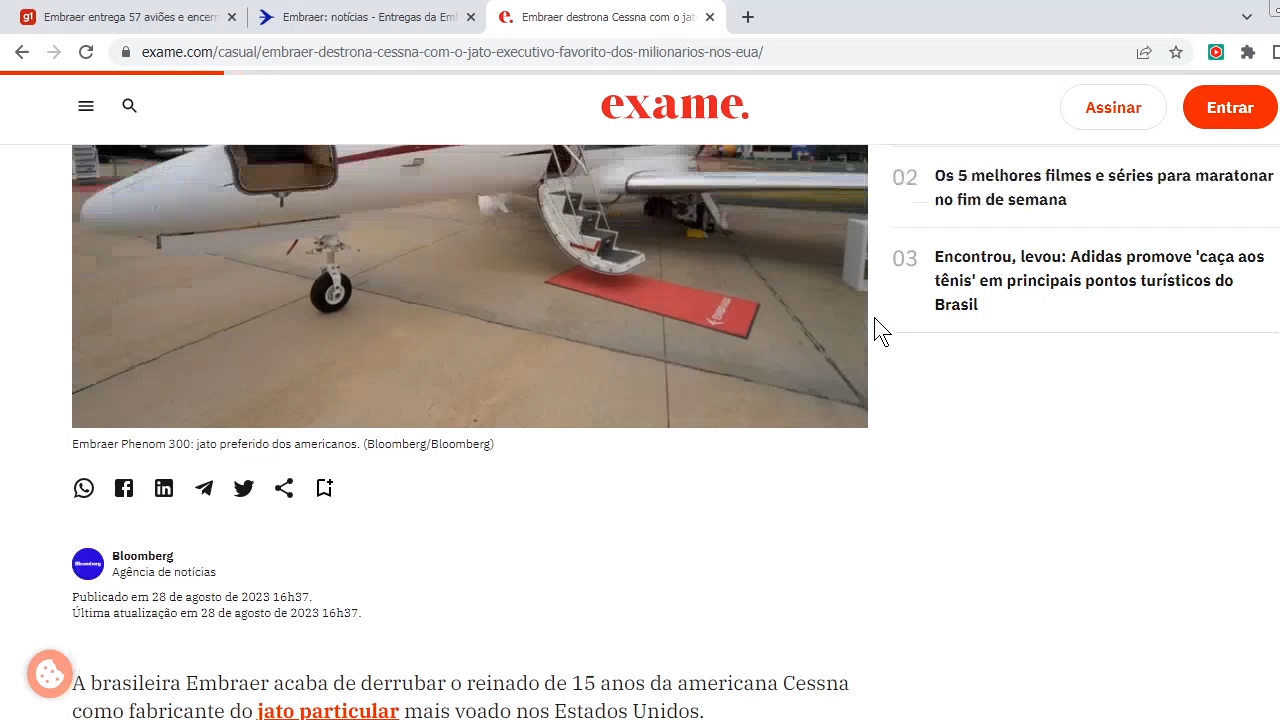 Embraer entrega 57 aviões e encer
Embraer: notícias - Entregas da Em
Embraer destrona Cessna com o jat
exame.com/casual/embraer-destrona-cessna-com-o-jato-executivo-favorito-dos-milionarios-nos-eua/
exame.
Assinar
Entrar
02
Os 5 melhores filmes e séries para maratonar
no fim de semana
03
Encontrou, levou: Adidas promove 'caça aos
tênis' em principais pontos turísticos do
Brasil
EMBRAER
Embraer Phenom 300: jato preferido dos americanos. (Bloomberg/Bloomberg)
Bloomberg
Bloomberg
Agência de notícias
Publicado em 28 de agosto de 2023 16h37.
Última atualização em 28 de agosto de 2023 16h37.
A brasileira Embraer acaba de derrubar o reinado de 15 anos da americana Cessna
como fabricante do jato particular mais voado nos Estados Unidos.